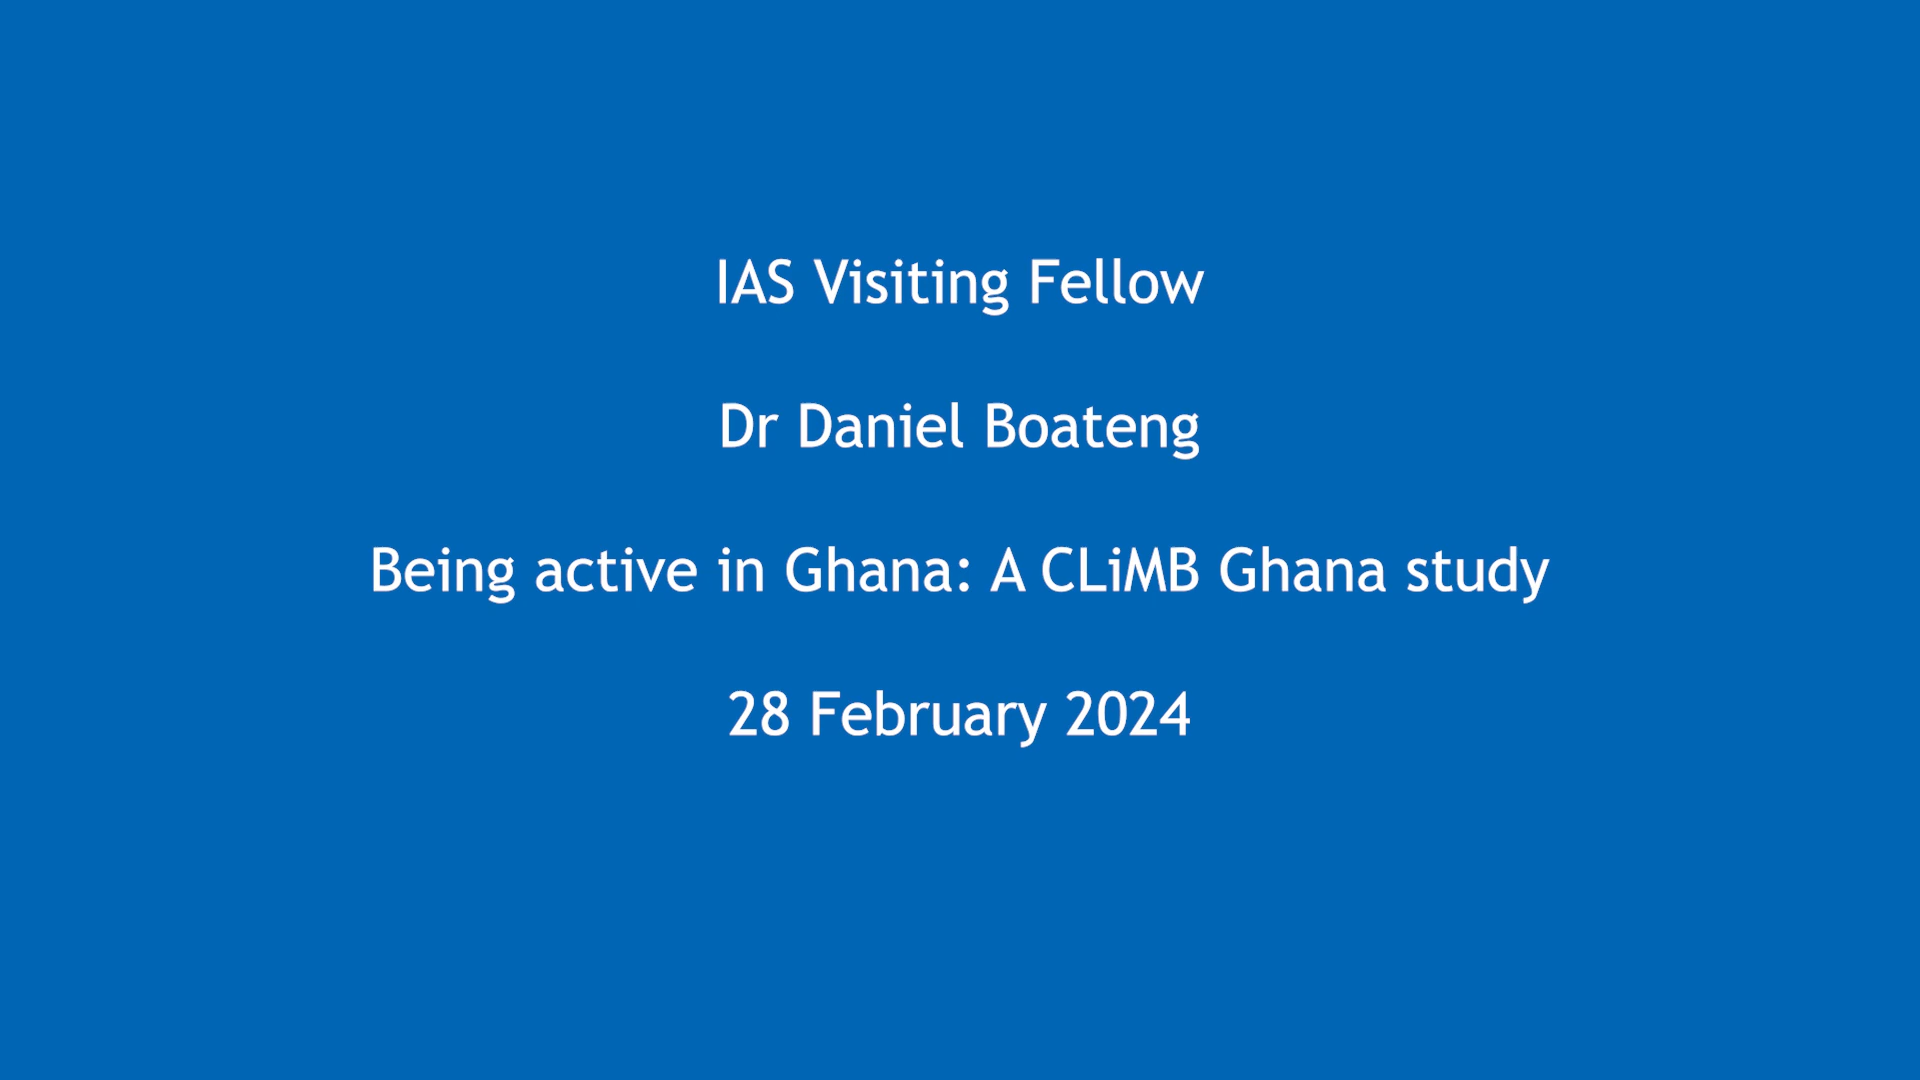 IAS Visiting Fellow
Dr Daniel Boateng
Being active in Ghana: A CLiMB Ghana study
28 February 2024